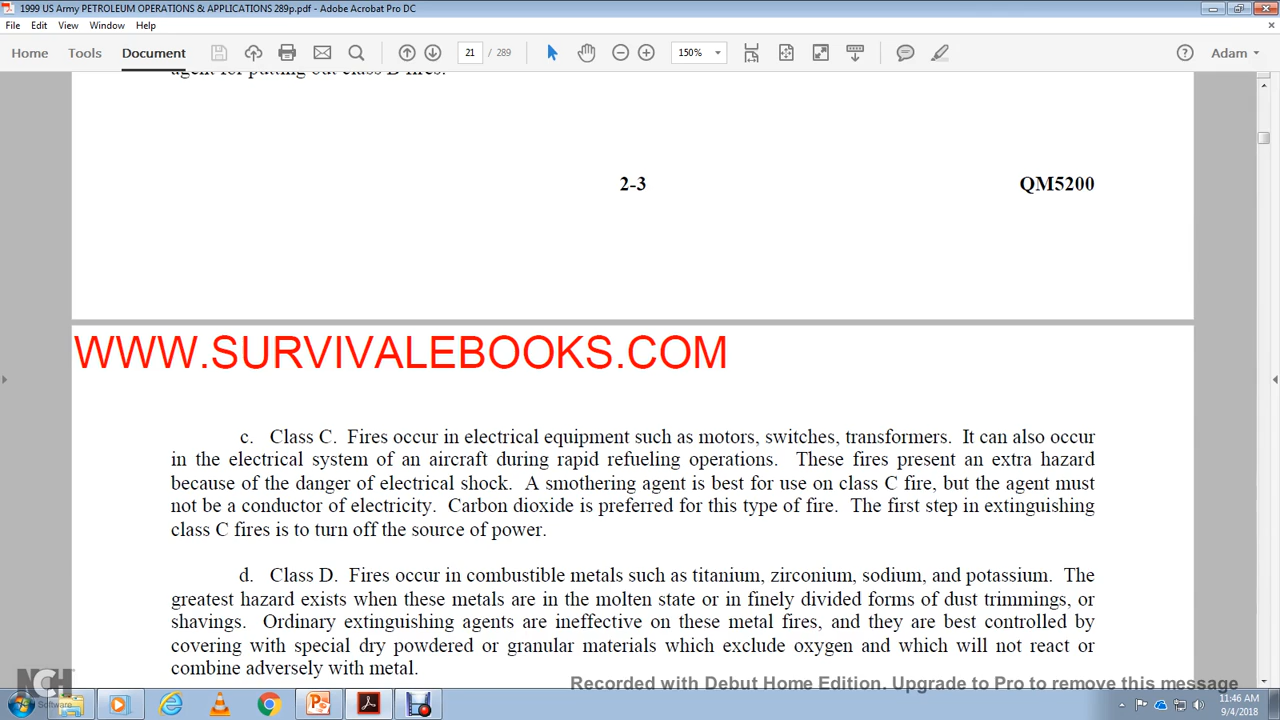 1999 US Army PETROLEUM OPERATIONS & APPLICATIONS 289p.pdf - Adobe Acrobat Pro DC
File Edit View Window Help
Home Tools Document 21 / 289 150% Adam
agent for putting out class B fires.
2-3 QM5200
WWW.SURVIVALEBOOKS.COM
c. Class C. Fires occur in electrical equipment such as motors, switches, transformers. It can also occur
in the electrical system of an aircraft during rapid refueling operations. These fires present an extra hazard
because of the danger of electrical shock. A smothering agent is best for use on class C fire, but the agent must
not be a conductor of electricity. Carbon dioxide is preferred for this type of fire. The first step in extinguishing
class C fires is to turn off the source of power.
d. Class D. Fires occur in combustible metals such as titanium, zirconium, sodium, and potassium. The
greatest hazard exists when these metals are in the molten state or in finely divided forms of dust trimmings, or
shavings. Ordinary extinguishing agents are ineffective on these metal fires, and they are best controlled by
covering with special dry powdered or granular materials which exclude oxygen and which will not react or
combine adversely with metal.
NCH Software
Recorded with Debut Home Edition. Upgrade to Pro to remove this message
11:46 AM
9/4/2018